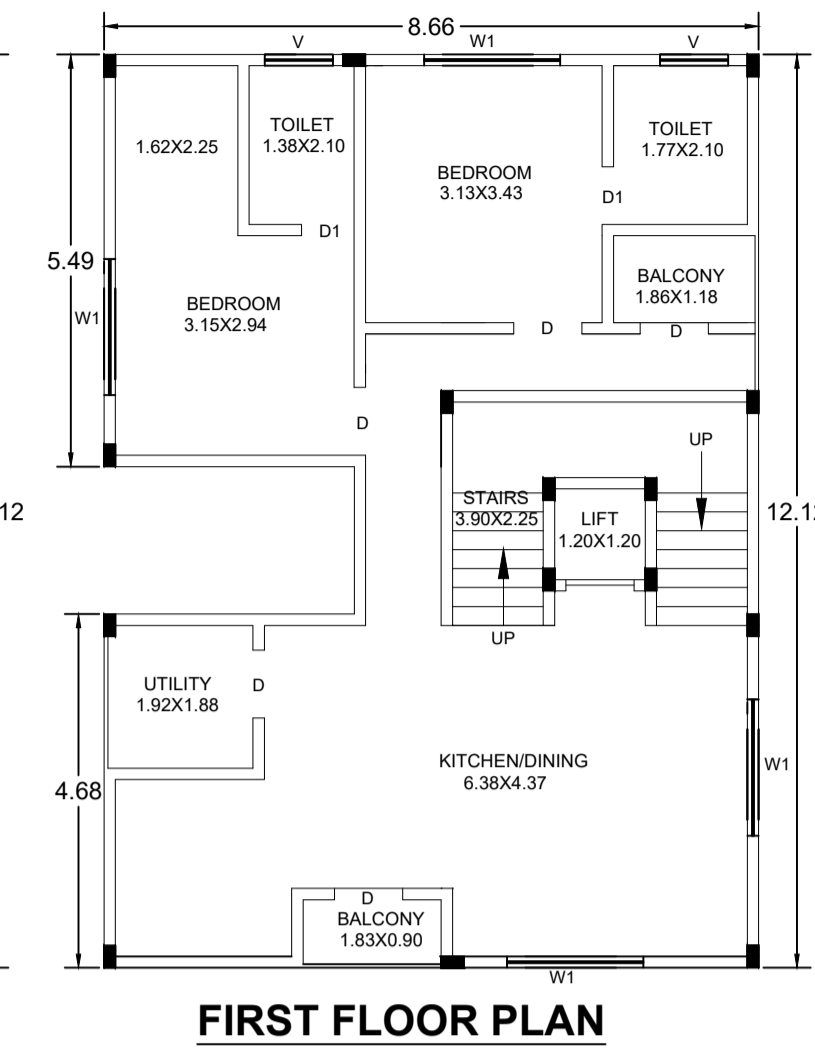 8.66
V
W1
V
TOILET
1.38X2.10
1.62X2.25
TOILET
1.77X2.10
BEDROOM
3.13X3.43
D1
D1
5.49
BALCONY
1.86X1.18
BEDROOM
3.15X2.94
W1
D
D
D
UP
STAIRS
3.90X2.25
LIFT
1.20X1.20
12
12.12
UP
UTILITY
1.92X1.88
D
KITCHEN/DINING
6.38X4.37
W1
4.68
D
BALCONY
1.83X0.90
W1
FIRST FLOOR PLAN